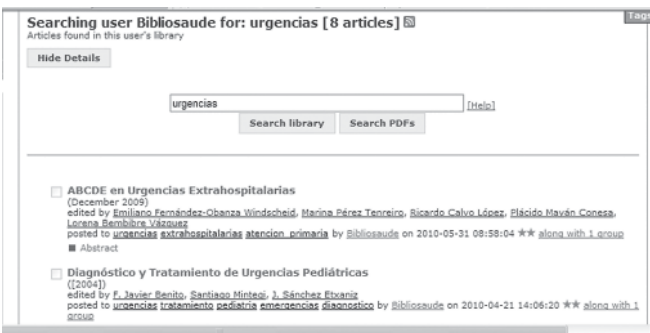 Tags
Searching user Bibliosaude for: urgencias [8 articles]
Articles found in this user's library
Hide Details
urgencias
[Help]
Search library Search PDFs
ABCDE en Urgencias Extrahospitalarias
(December 2009)
edited by Emiliano Fernández-Obanza Windscheid, Marina Pérez Tenreiro, Ricardo Calvo López, Plácido Mayán Conesa,
Lorena Bembibre Vázquez
posted to urgencias extrahospitalarias atencion_primaria by Bibliosaude on 2010-05-31 08:58:04 ★★ along with 1 group
Abstract
Diagnóstico y Tratamiento de Urgencias Pediátricas
([2004])
edited by F. Javier Benito, Santiago Mintegi, J. Sánchez Etxaniz
posted to urgencias tratamiento pediatria emergencias diagnostico by Bibliosaude on 2010-04-21 14:06:20 ★★ along with 1
group